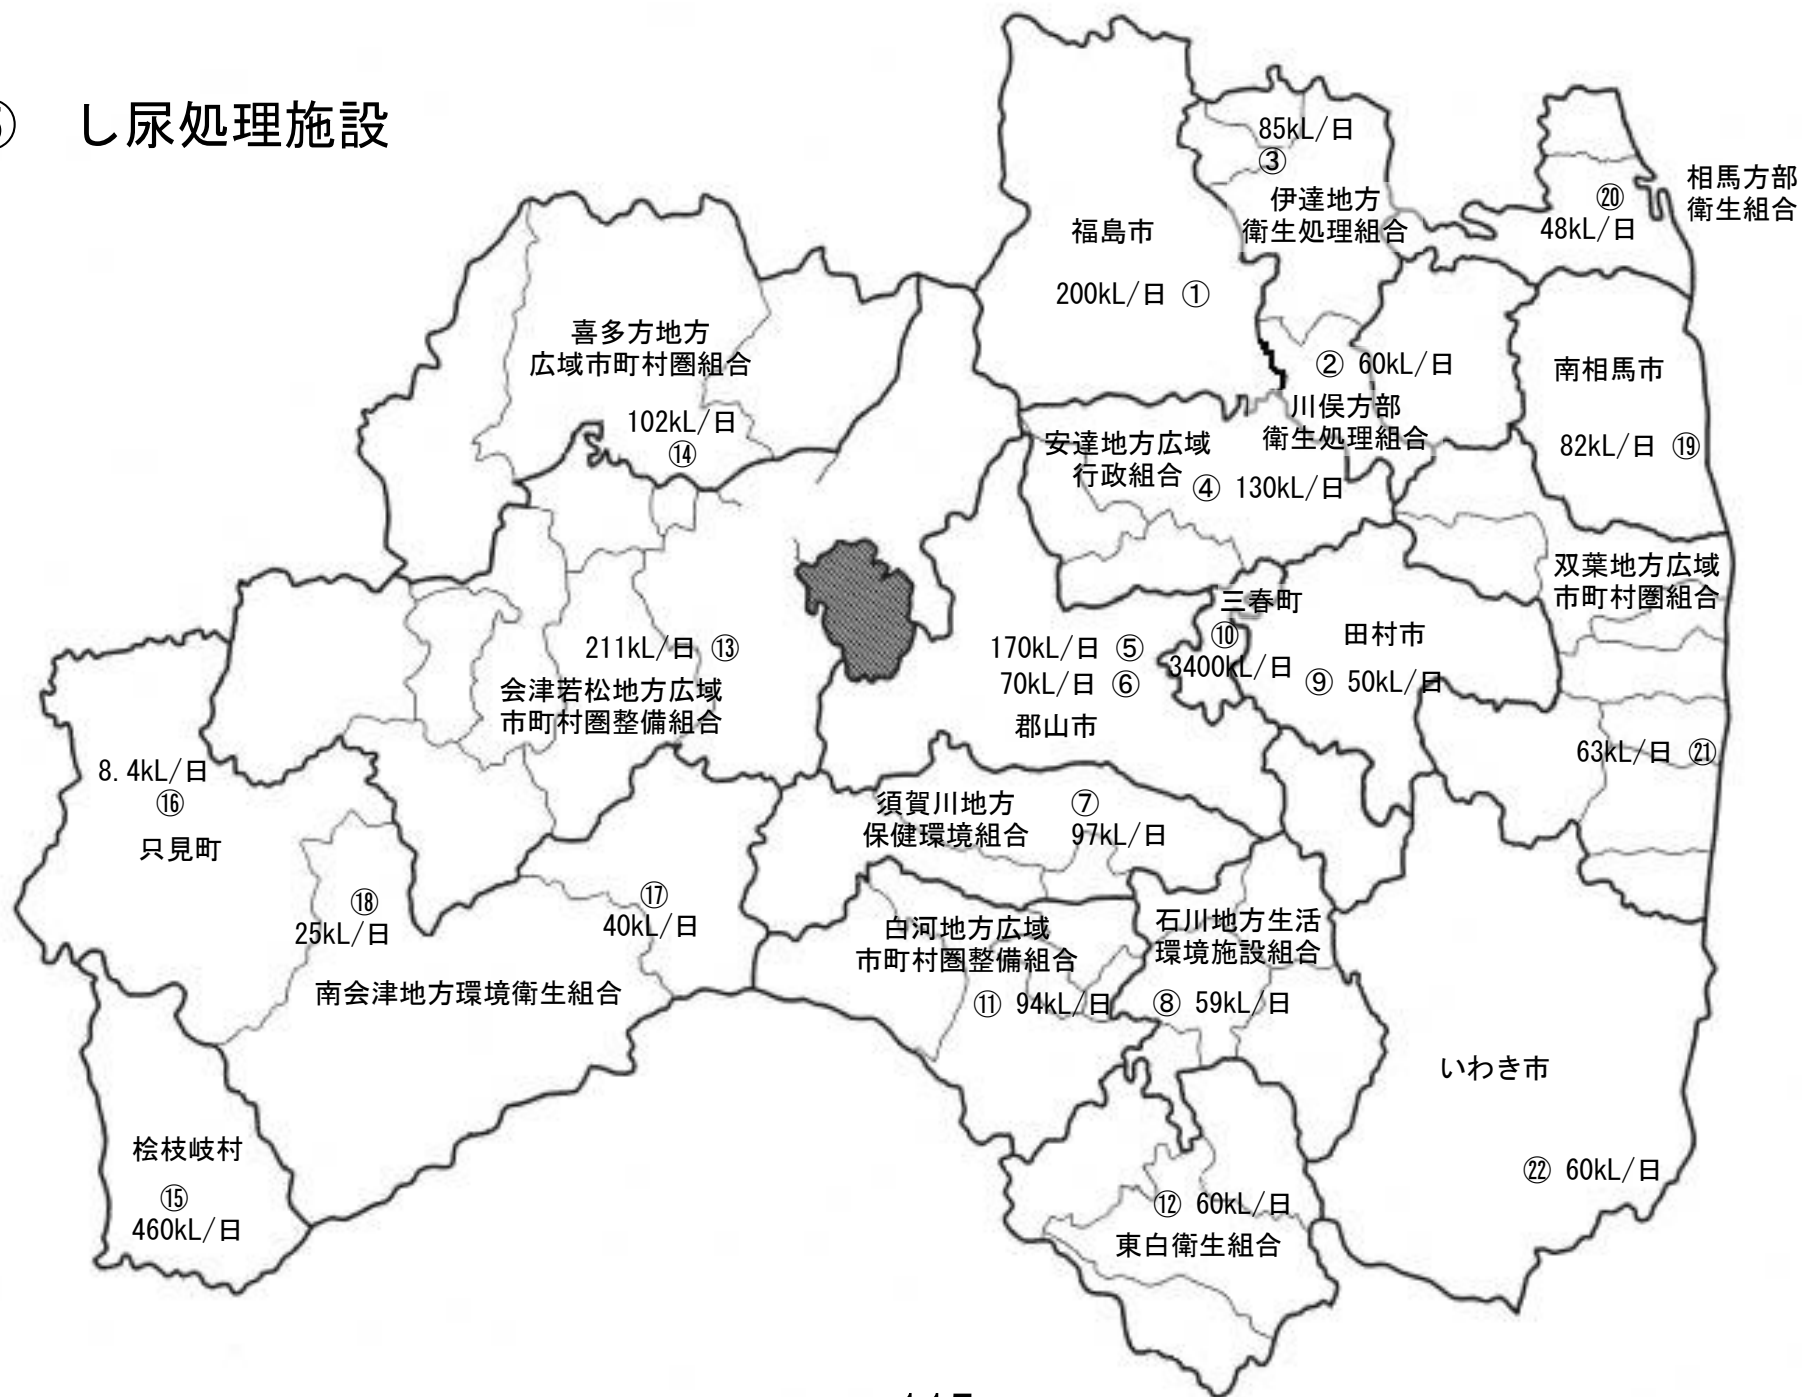 し尿処理施設
85kL/日
③
伊達地方
衛生処理組合
相馬方部
衛生組合
⑳
48kL/日
福島市
200kL/日 ①
喜多方地方
広域市町村圏組合
102kL/日
⑭
② 60kL/日
川俣方部
衛生処理組合
南相馬市
82kL/日 ⑲
安達地方広域
行政組合
④ 130kL/日
双葉地方広域
市町村圏組合
三春町
⑩
3400kL/日
田村市
⑨ 50kL/日
170kL/日 ⑤
70kL/日 ⑥
郡山市
211kL/日 ⑬
会津若松地方広域
市町村圏整備組合
63kL/日 ㉑
8.4kL/日
⑯
只見町
須賀川地方
保健環境組合
⑦
97kL/日
⑱
25kL/日
⑰
40kL/日
南会津地方環境衛生組合
白河地方広域
市町村圏整備組合
⑪ 94kL/日
石川地方生活
環境施設組合
⑧ 59kL/日
いわき市
㉒ 60kL/日
桧枝岐村
⑮
460kL/日
⑫ 60kL/日
東白衛生組合